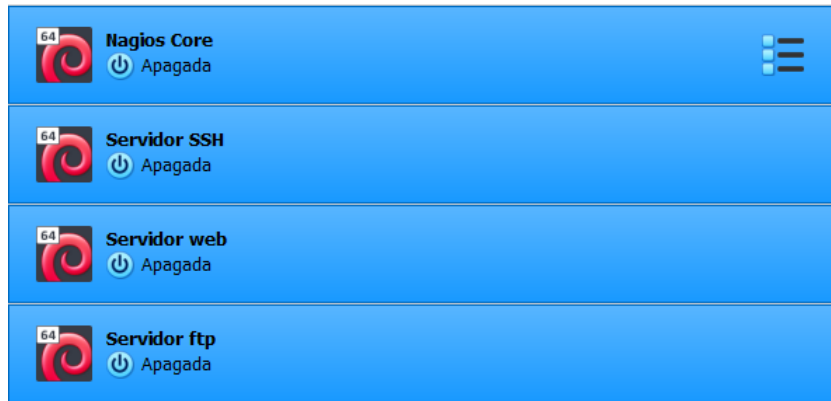 64
Nagios Core
Apagada
64
Servidor SSH
Apagada
64
Servidor web
Apagada
64
Servidor ftp
Apagada